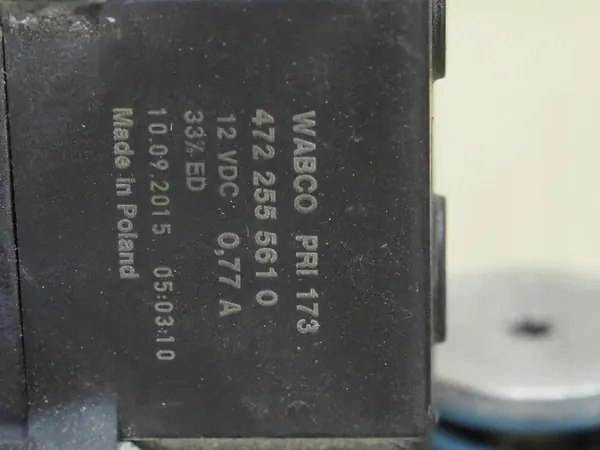 WABCO PRI 173
472 255 561 0
12 VDC 0,77 A
33% ED
10.09.2015 05:03:10
Made in Poland